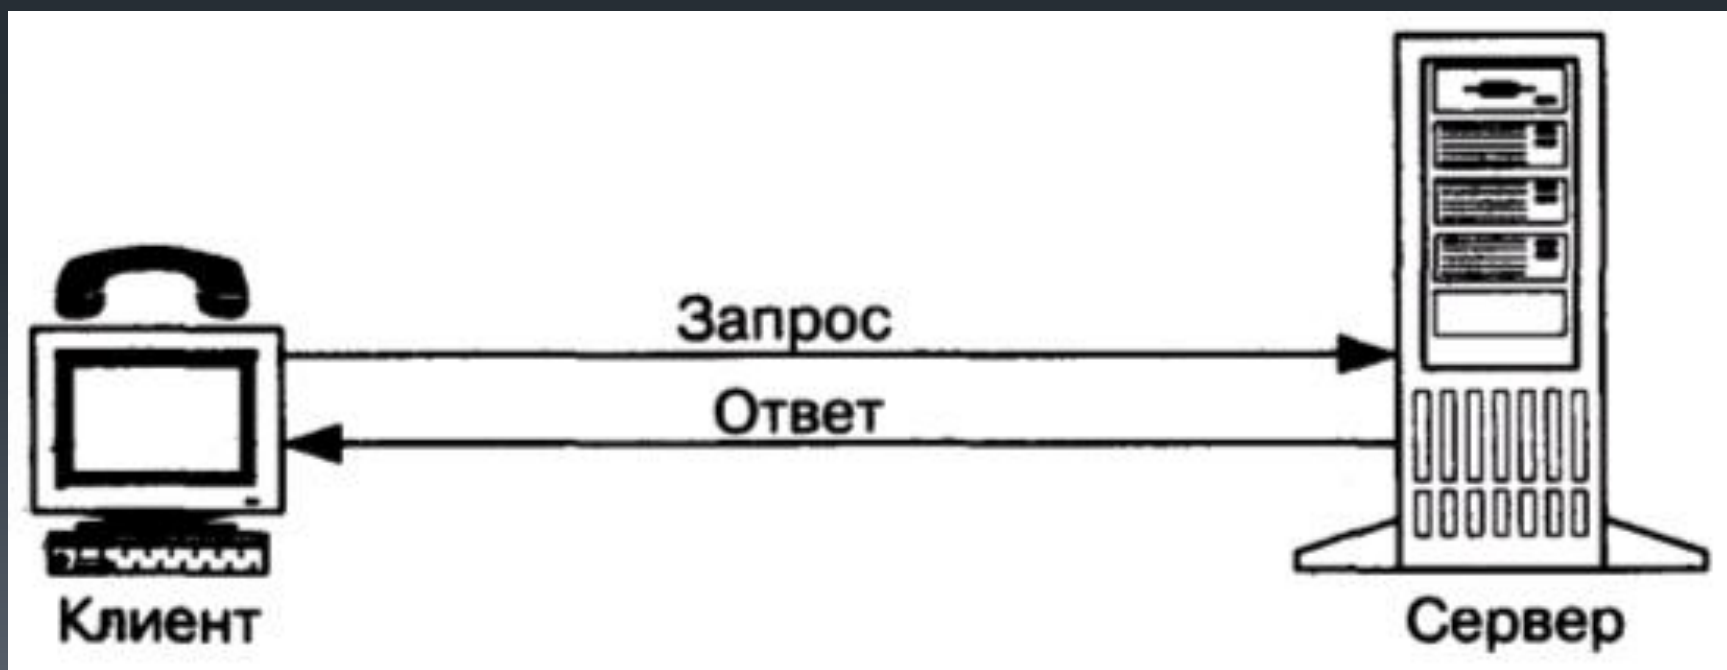 Запрос
Ответ
Клиент
Сервер